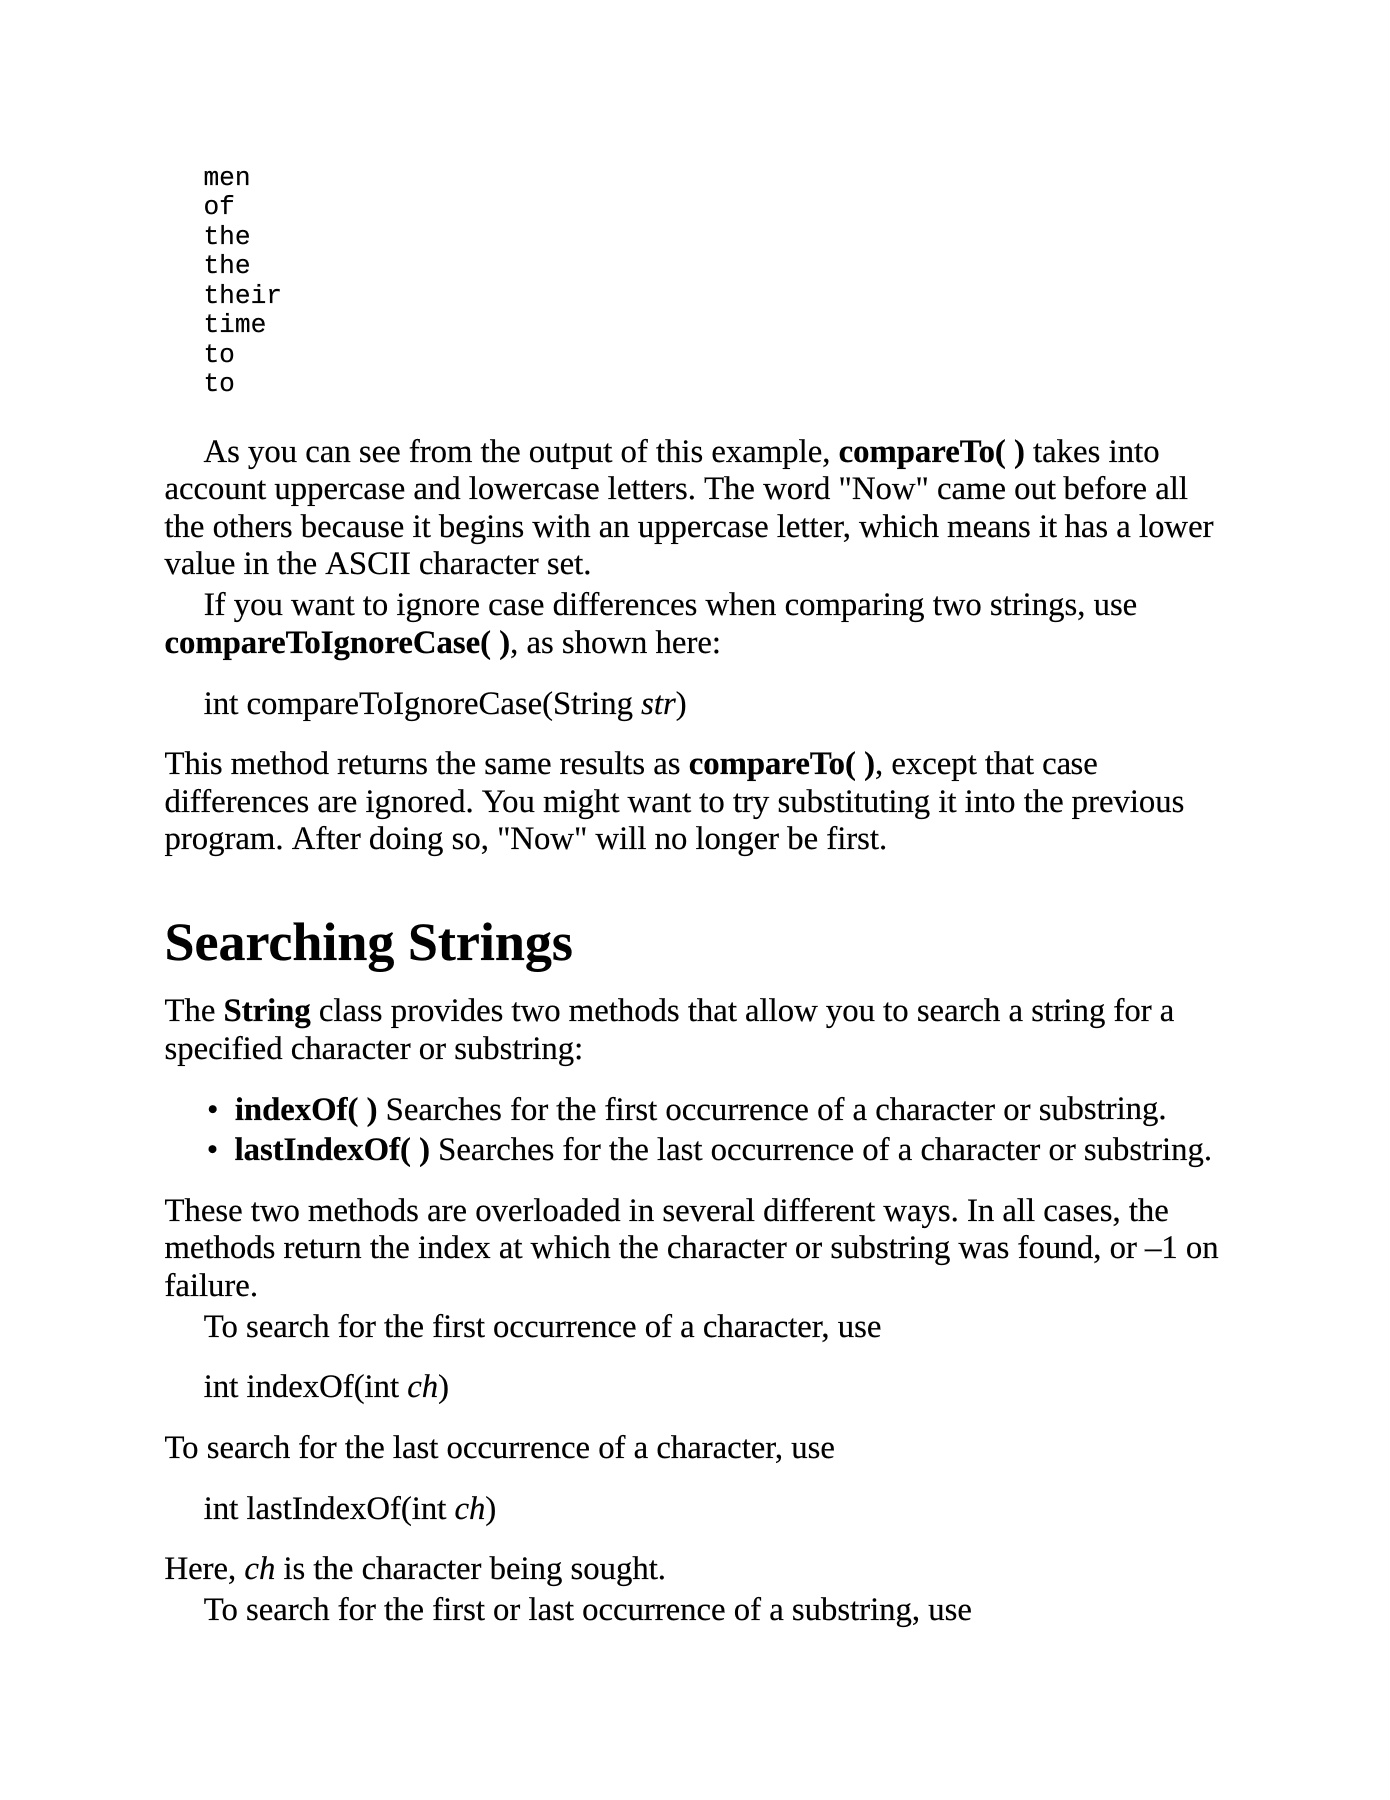 men
of
the
the
their
time
to
to
As you can see from the output of this example, compareTo( ) takes into
account uppercase and lowercase letters. The word "Now" came out before all
the others because it begins with an uppercase letter, which means it has a lower
value in the ASCII character set.
If you want to ignore case differences when comparing two strings, use
compareToIgnoreCase( ), as shown here:
int compareToIgnoreCase(String str)
This method returns the same results as compareTo( ), except that case
differences are ignored. You might want to try substituting it into the previous
program. After doing so, "Now" will no longer be first.
Searching Strings
The String class provides two methods that allow you to search a string for a
specified character or substring:
• indexOf( ) Searches for the first occurrence of a character or substring.
• lastIndexOf( ) Searches for the last occurrence of a character or substring.
These two methods are overloaded in several different ways. In all cases, the
methods return the index at which the character or substring was found, or –1 on
failure.
To search for the first occurrence of a character, use
int indexOf(int ch)
To search for the last occurrence of a character, use
int lastIndexOf(int ch)
Here, ch is the character being sought.
To search for the first or last occurrence of a substring, use